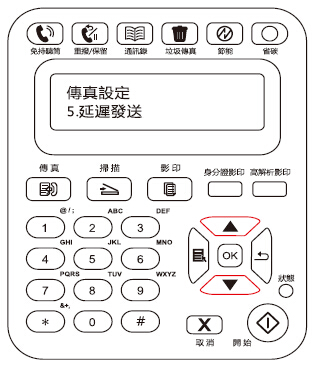 免持聽筒 重撥/保留 通訊錄 垃圾傳真 節能 省碳
傳真設定
5.延遲發送
傳真 掃描 影印 身分證影印 高解析影印
@/: ABC DEF
1 2 3
GHI JKL MNO
4 5 6
OK
PQRS TUV WXYZ
7 8 9
狀態
&+,
* 0 #
X
取消 開始